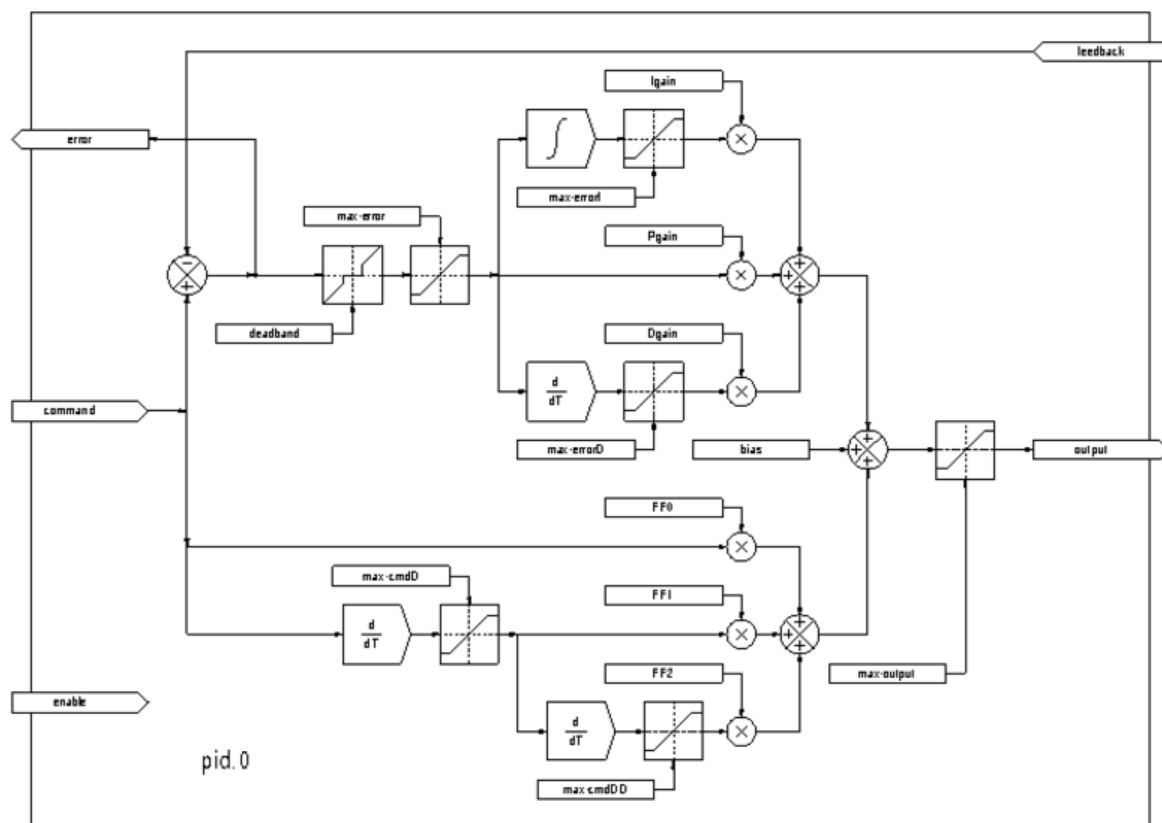 feedback
Igain
error
max-errorI
max-error
Pgain
deadband
Dgain
d
dT
command
max-errorD
bias
output
FF0
max-cmdD
FF1
d
dT
FF2
max-output
enable
d
dT
pid.0
max-cmdDD